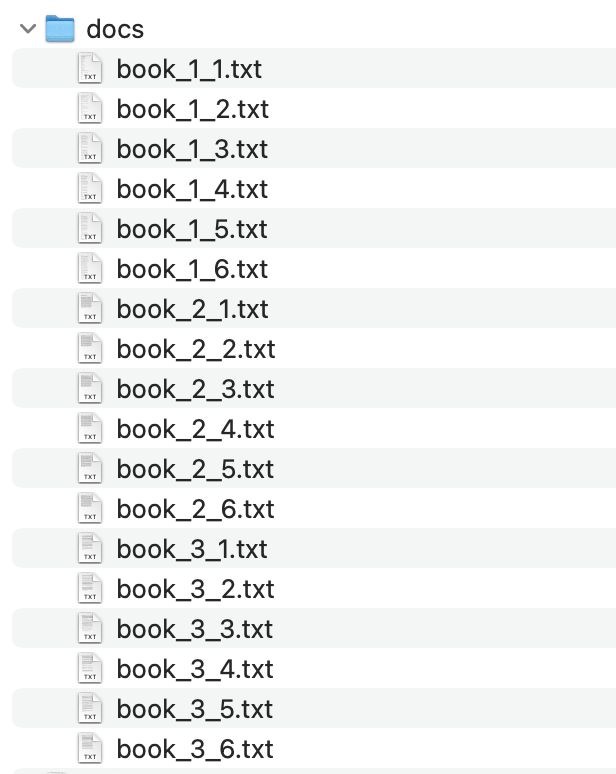 docs
book_1_1.txt
book_1_2.txt
book_1_3.txt
book_1_4.txt
book_1_5.txt
book_1_6.txt
book_2_1.txt
book_2_2.txt
book_2_3.txt
book_2_4.txt
book_2_5.txt
book_2_6.txt
book_3_1.txt
book_3_2.txt
book_3_3.txt
book_3_4.txt
book_3_5.txt
book_3_6.txt